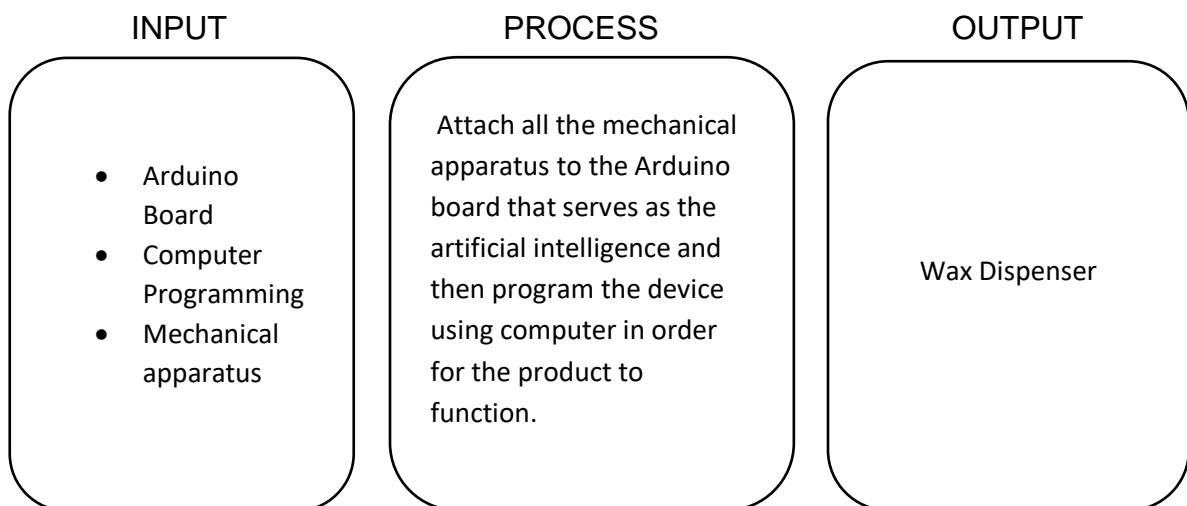 INPUT
PROCESS
OUTPUT
• Arduino
Board
• Computer
Programming
• Mechanical
apparatus
Attach all the mechanical
apparatus to the Arduino
board that serves as the
artificial intelligence and
then program the device
using computer in order
for the product to
function.
Wax Dispenser